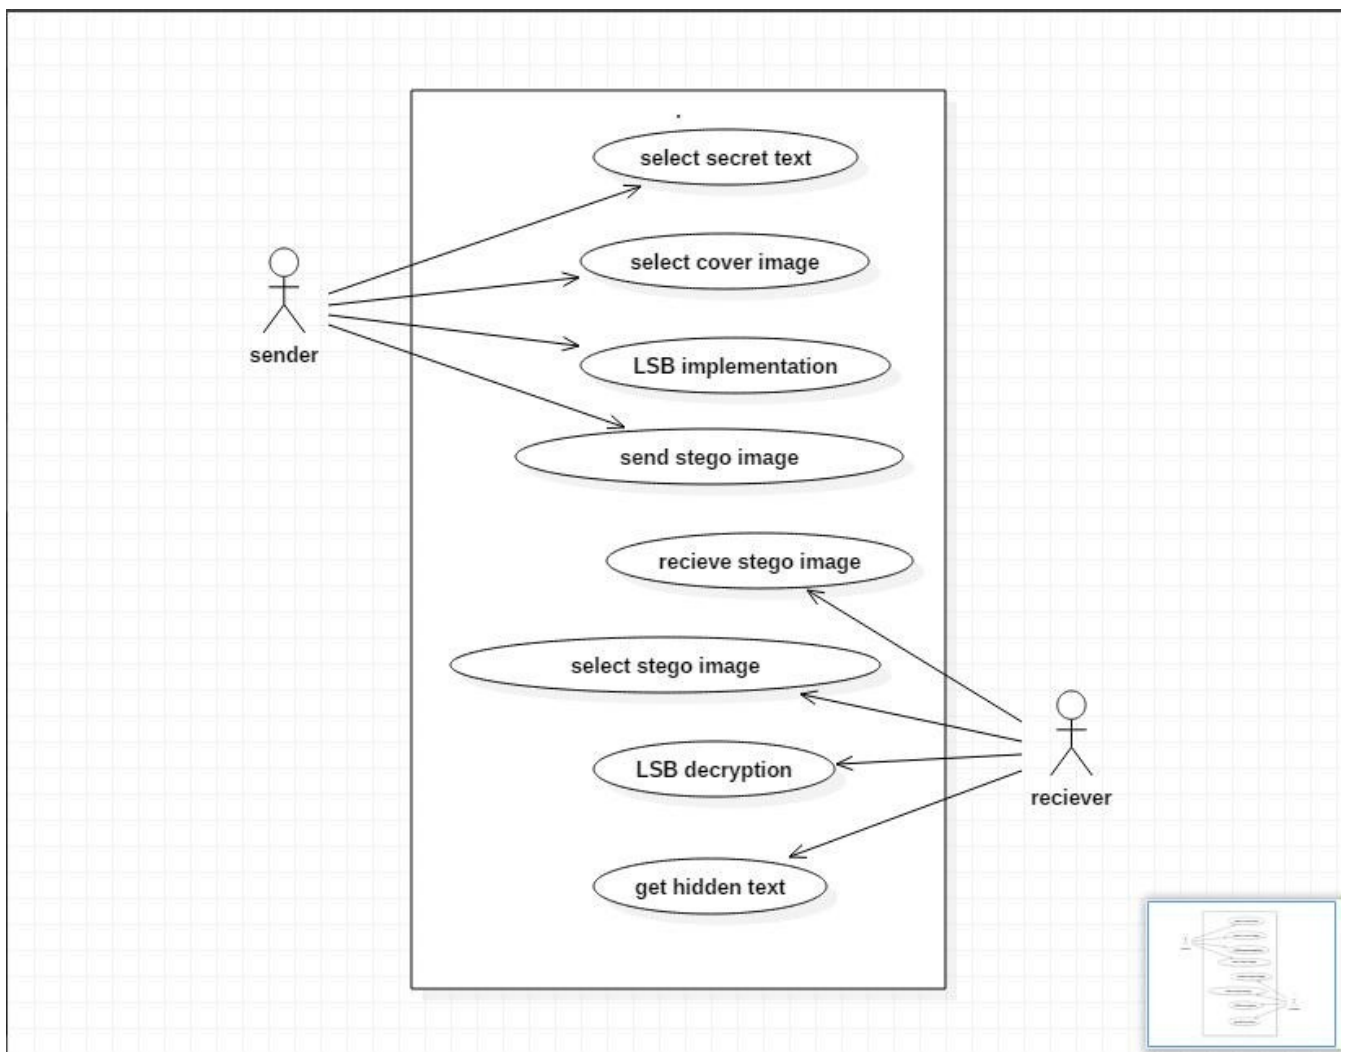 select secret text
select cover image
sender
LSB implementation
send stego image
recieve stego image
select stego image
LSB decryption
reciever
get hidden text